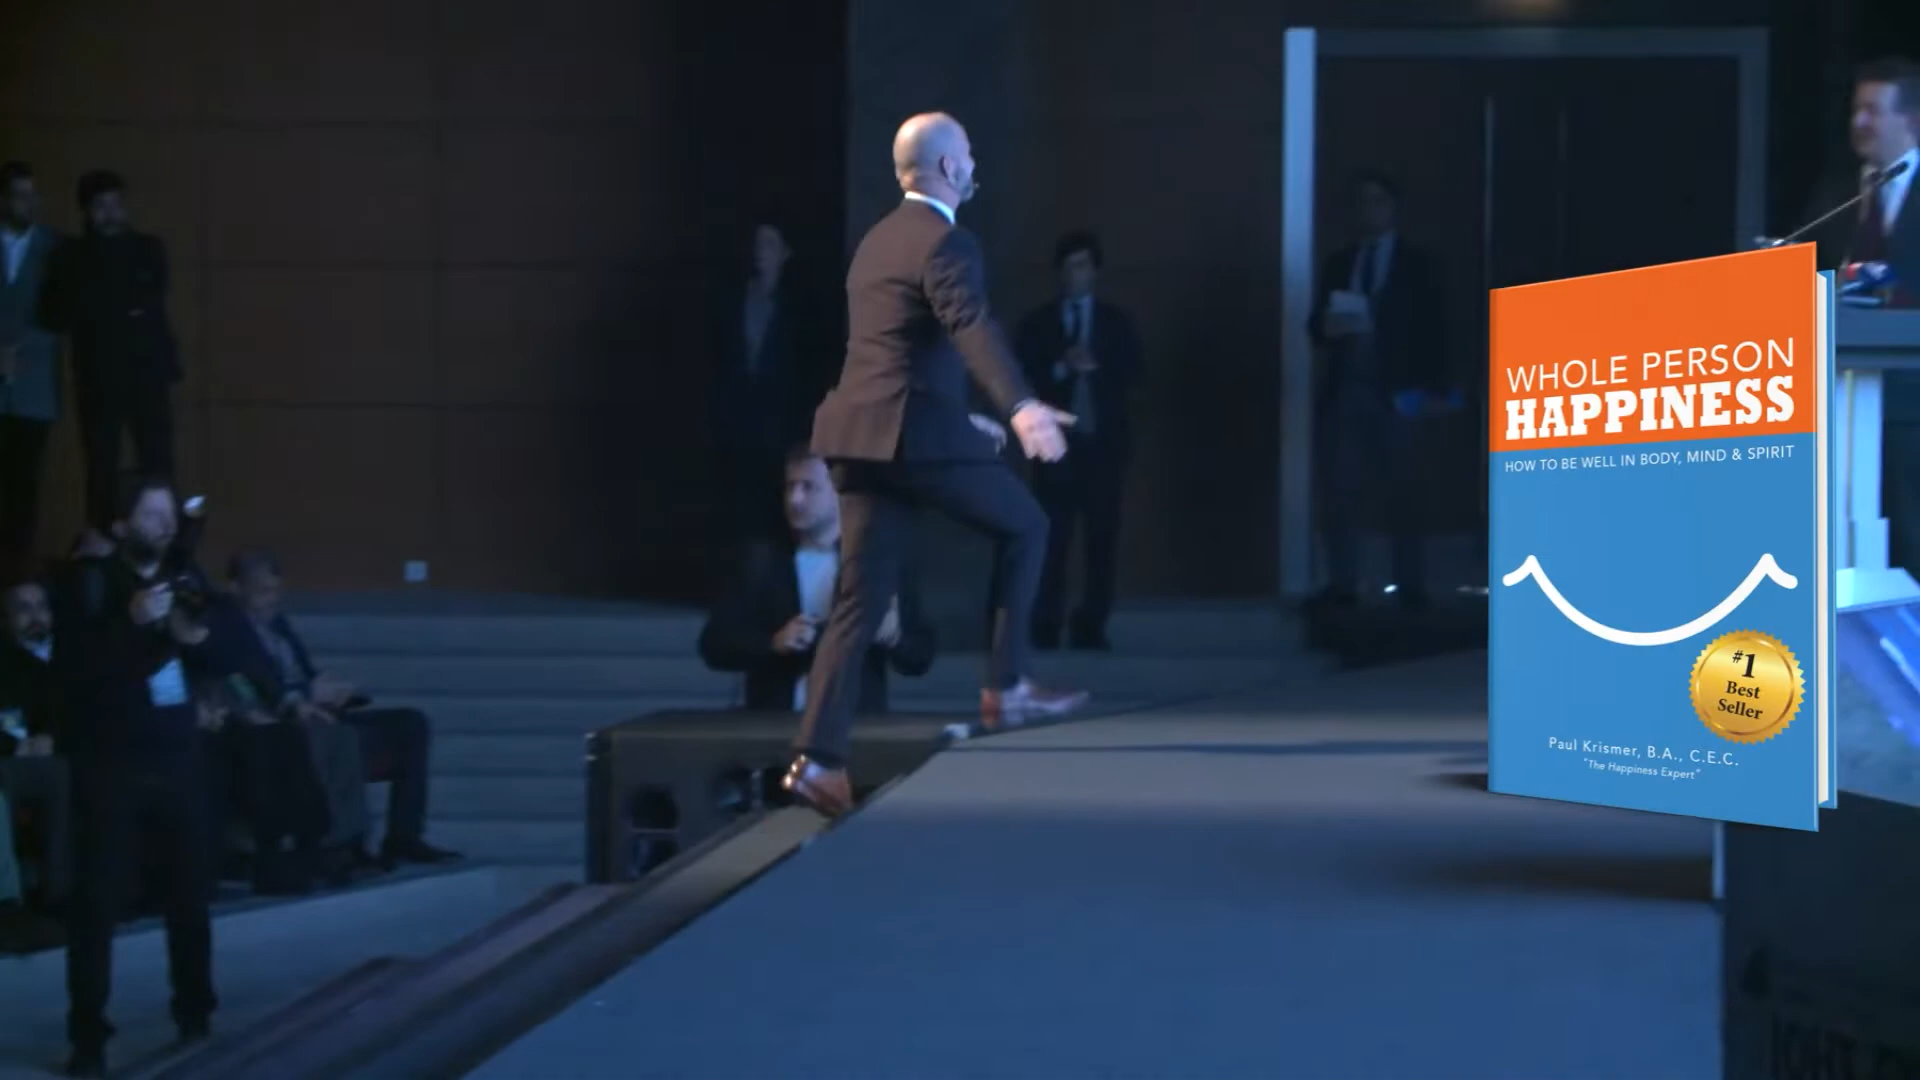 WHOLE PERSON
HAPPINESS
HOW TO BE WELL IN BODY, MIND & SPIRIT
#1
Best
Seller
Paul Krismer, B.A., C.E.C.
"The Happiness Expert"